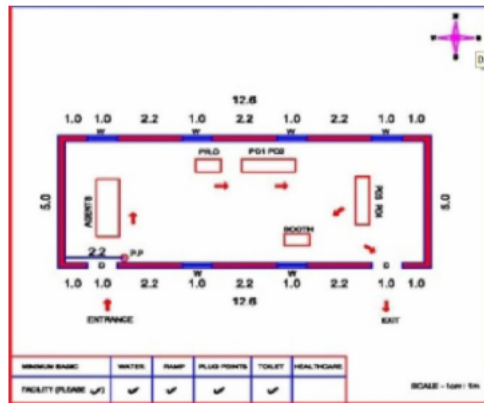 12.6
1.0 1.0 2.2 1.0 2.2 1.0 2.2 1.0 1.0
W W W W
PRLO PO1 PO2
5.0 AGENTS PO3 PO4 5.0
BOOTH
2.2 P.P
D W W D
1.0 1.0 2.2 1.0 2.2 1.0 2.2 1.0 1.0
12.6
ENTRANCE EXIT
MINIMUM BASIC WATER RAMP PLUG POINTS TOILET HEALTHCARE
FACILITY (PLEASE ✓) ✓ ✓ ✓ ✓
SCALE - 1cm : 1m